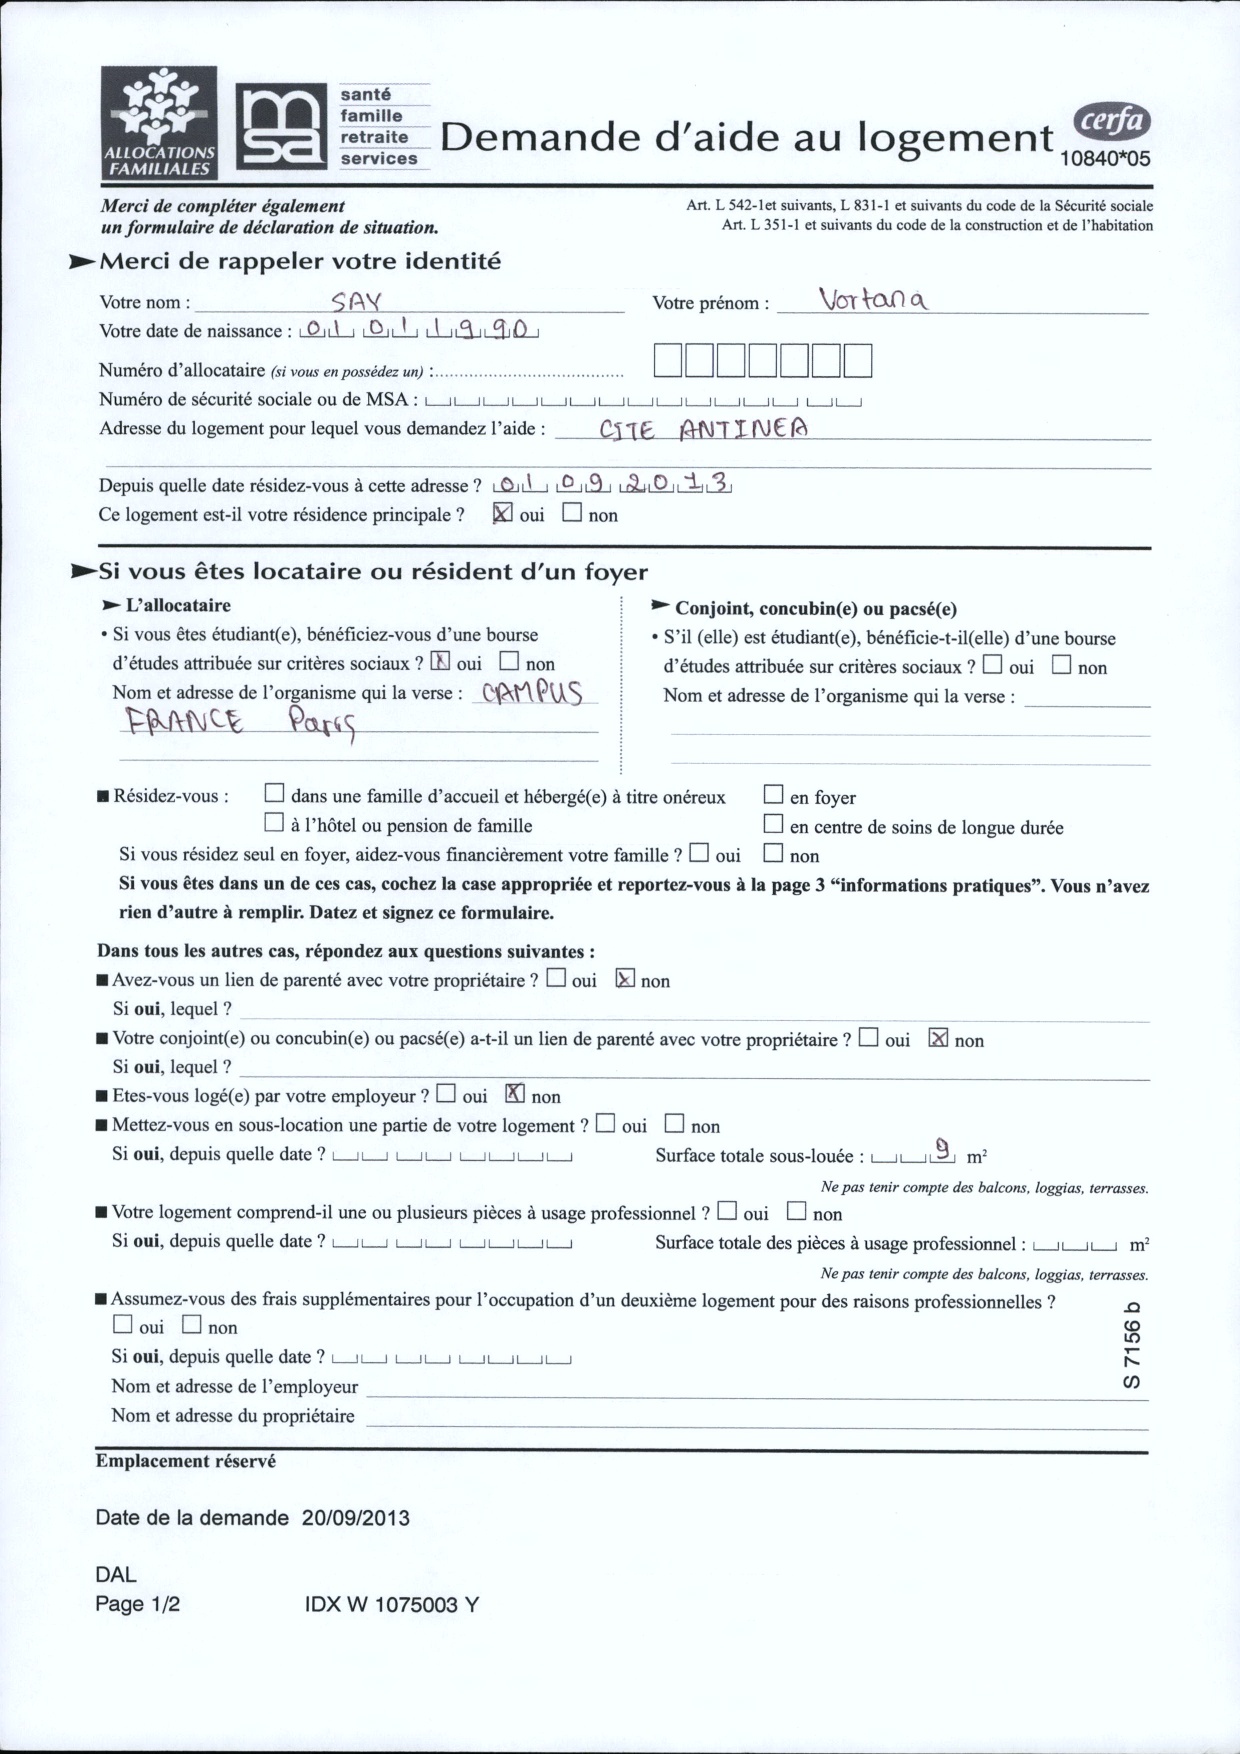 ALLOCATIONS
FAMILIALES
msa
santé
famille
retraite
services
Demande d'aide au logement
cerfa
10840*05
Merci de compléter également
un formulaire de déclaration de situation.
Art. L 542-1et suivants, L 831-1 et suivants du code de la Sécurité sociale
Art. L 351-1 et suivants du code de la construction et de l'habitation
Merci de rappeler votre identité
Votre nom : SAY Votre prénom : Vortana
Votre date de naissance : 01 01 1990
Numéro d'allocataire (si vous en possédez un) :
Numéro de sécurité sociale ou de MSA :
Adresse du logement pour lequel vous demandez l'aide : CITE ANTINEA
Depuis quelle date résidez-vous à cette adresse ? 01 09 2013
Ce logement est-il votre résidence principale ? X oui non
Si vous êtes locataire ou résident d'un foyer
L'allocataire
• Si vous êtes étudiant(e), bénéficiez-vous d'une bourse
d'études attribuée sur critères sociaux ? X oui non
Nom et adresse de l'organisme qui la verse : CAMPUS
FRANCE Paris
Conjoint, concubin(e) ou pacsé(e)
• S'il (elle) est étudiant(e), bénéficie-t-il(elle) d'une bourse
d'études attribuée sur critères sociaux ? oui non
Nom et adresse de l'organisme qui la verse :
Résidez-vous : dans une famille d'accueil et hébergé(e) à titre onéreux en foyer
à l'hôtel ou pension de famille en centre de soins de longue durée
Si vous résidez seul en foyer, aidez-vous financièrement votre famille ? oui non
Si vous êtes dans un de ces cas, cochez la case appropriée et reportez-vous à la page 3 “informations pratiques”. Vous n'avez
rien d'autre à remplir. Datez et signez ce formulaire.
Dans tous les autres cas, répondez aux questions suivantes :
Avez-vous un lien de parenté avec votre propriétaire ? oui X non
Si oui, lequel ?
Votre conjoint(e) ou concubin(e) ou pacsé(e) a-t-il un lien de parenté avec votre propriétaire ? oui X non
Si oui, lequel ?
Etes-vous logé(e) par votre employeur ? oui X non
Mettez-vous en sous-location une partie de votre logement ? oui non
Si oui, depuis quelle date ? Surface totale sous-louée : 9 m²
Ne pas tenir compte des balcons, loggias, terrasses.
Votre logement comprend-il une ou plusieurs pièces à usage professionnel ? oui non
Si oui, depuis quelle date ? Surface totale des pièces à usage professionnel : m²
Ne pas tenir compte des balcons, loggias, terrasses.
Assumez-vous des frais supplémentaires pour l'occupation d'un deuxième logement pour des raisons professionnelles ?
oui non
Si oui, depuis quelle date ?
Nom et adresse de l'employeur
Nom et adresse du propriétaire
S 7156 b
Emplacement réservé
Date de la demande 20/09/2013
DAL
Page 1/2 IDX W 1075003 Y